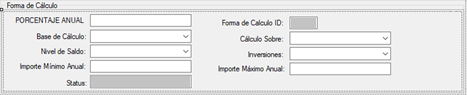 Forma de Cálculo
PORCENTAJE ANUAL
Forma de Calculo ID:
Base de Cálculo:
Cálculo Sobre:
Nivel de Saldo:
Inversiones:
Importe Mínimo Anual:
Importe Máximo Anual:
Status: